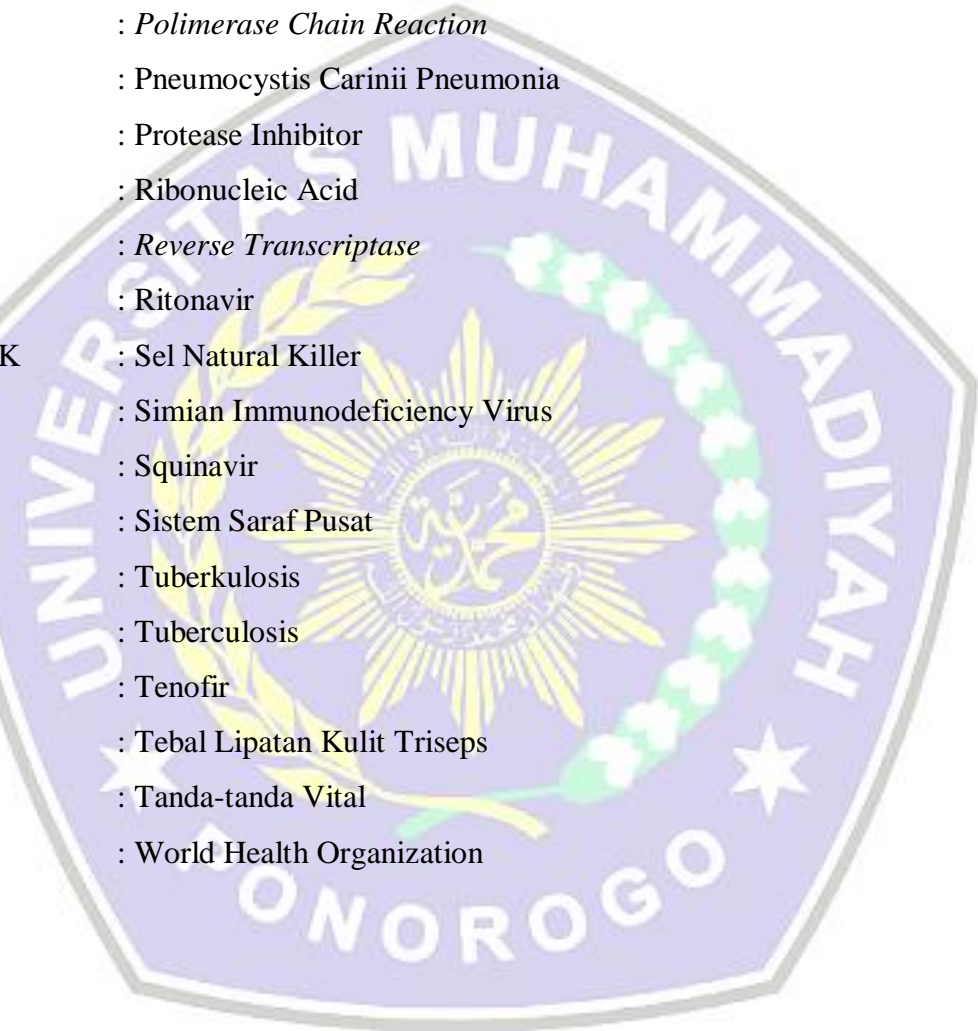 : Polimerase Chain Reaction
: Pneumocystis Carinii Pneumonia
: Protease Inhibitor
: Ribonucleic Acid
: Reverse Transcriptase
: Ritonavir
K : Sel Natural Killer
: Simian Immunodeficiency Virus
: Squinavir
: Sistem Saraf Pusat
: Tuberkulosis
: Tuberculosis
: Tenofir
: Tebal Lipatan Kulit Triseps
: Tanda-tanda Vital
: World Health Organization
UNIVERSITAS MUHAMMADIYAH
PONOROGO